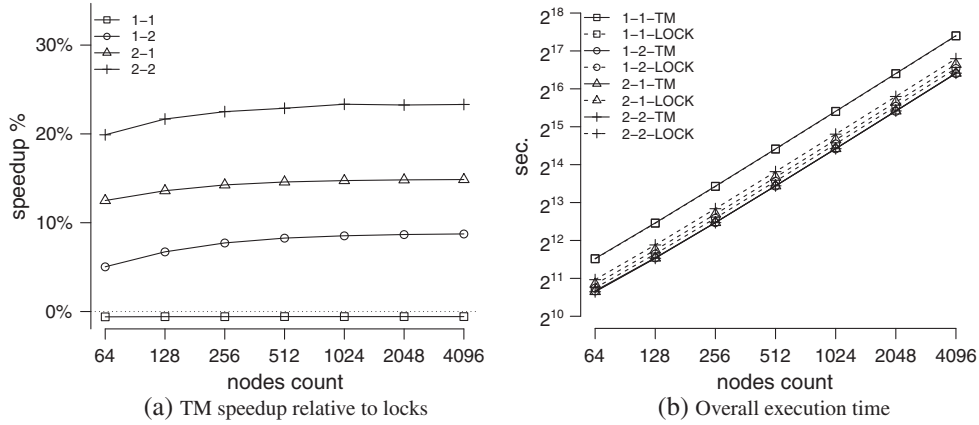 1−1
1−2
2−1
2−2
30%
20%
10%
0%
speedup %
64 128 256 512 1024 2048 4096
nodes count
(a) TM speedup relative to locks
1−1−TM
1−1−LOCK
1−2−TM
1−2−LOCK
2−1−TM
2−1−LOCK
2−2−TM
2−2−LOCK
2^18
2^17
2^16
2^15
2^14
2^13
2^12
2^11
2^10
sec.
64 128 256 512 1024 2048 4096
nodes count
(b) Overall execution time